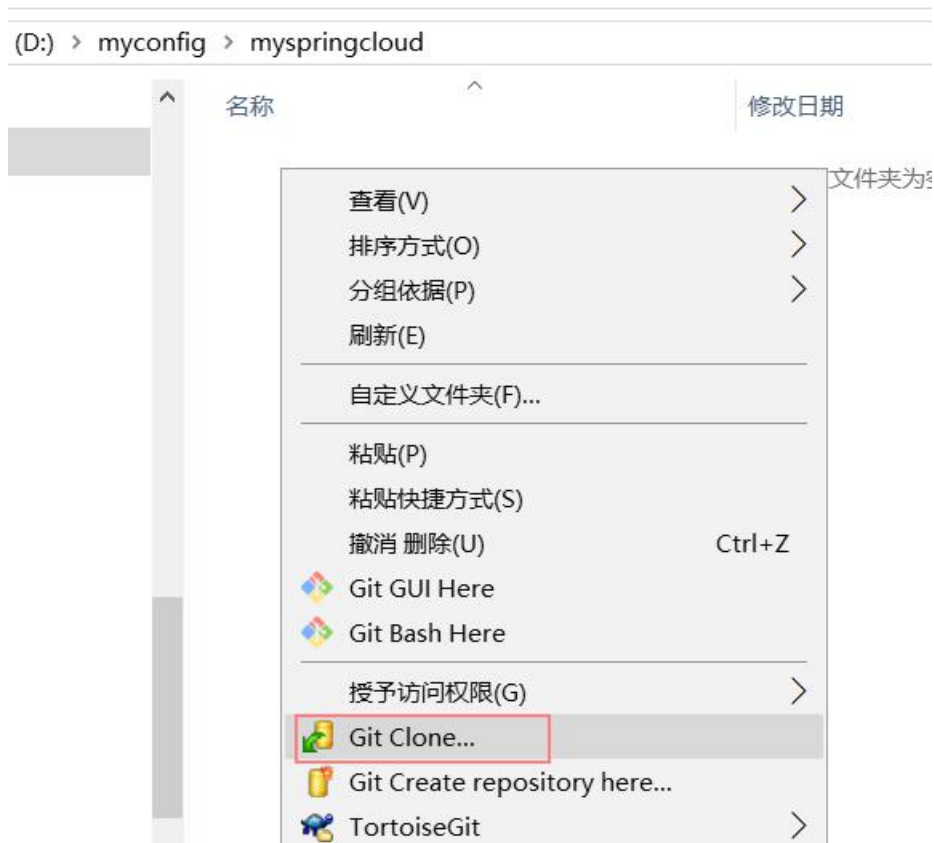 (D:) > myconfig > myspringcloud
名称 修改日期
文件夹为空
查看(V)
排序方式(O)
分组依据(P)
刷新(E)
自定义文件夹(F)...
粘贴(P)
粘贴快捷方式(S)
撤消 删除(U) Ctrl+Z
Git GUI Here
Git Bash Here
授予访问权限(G)
Git Clone...
Git Create repository here...
TortoiseGit